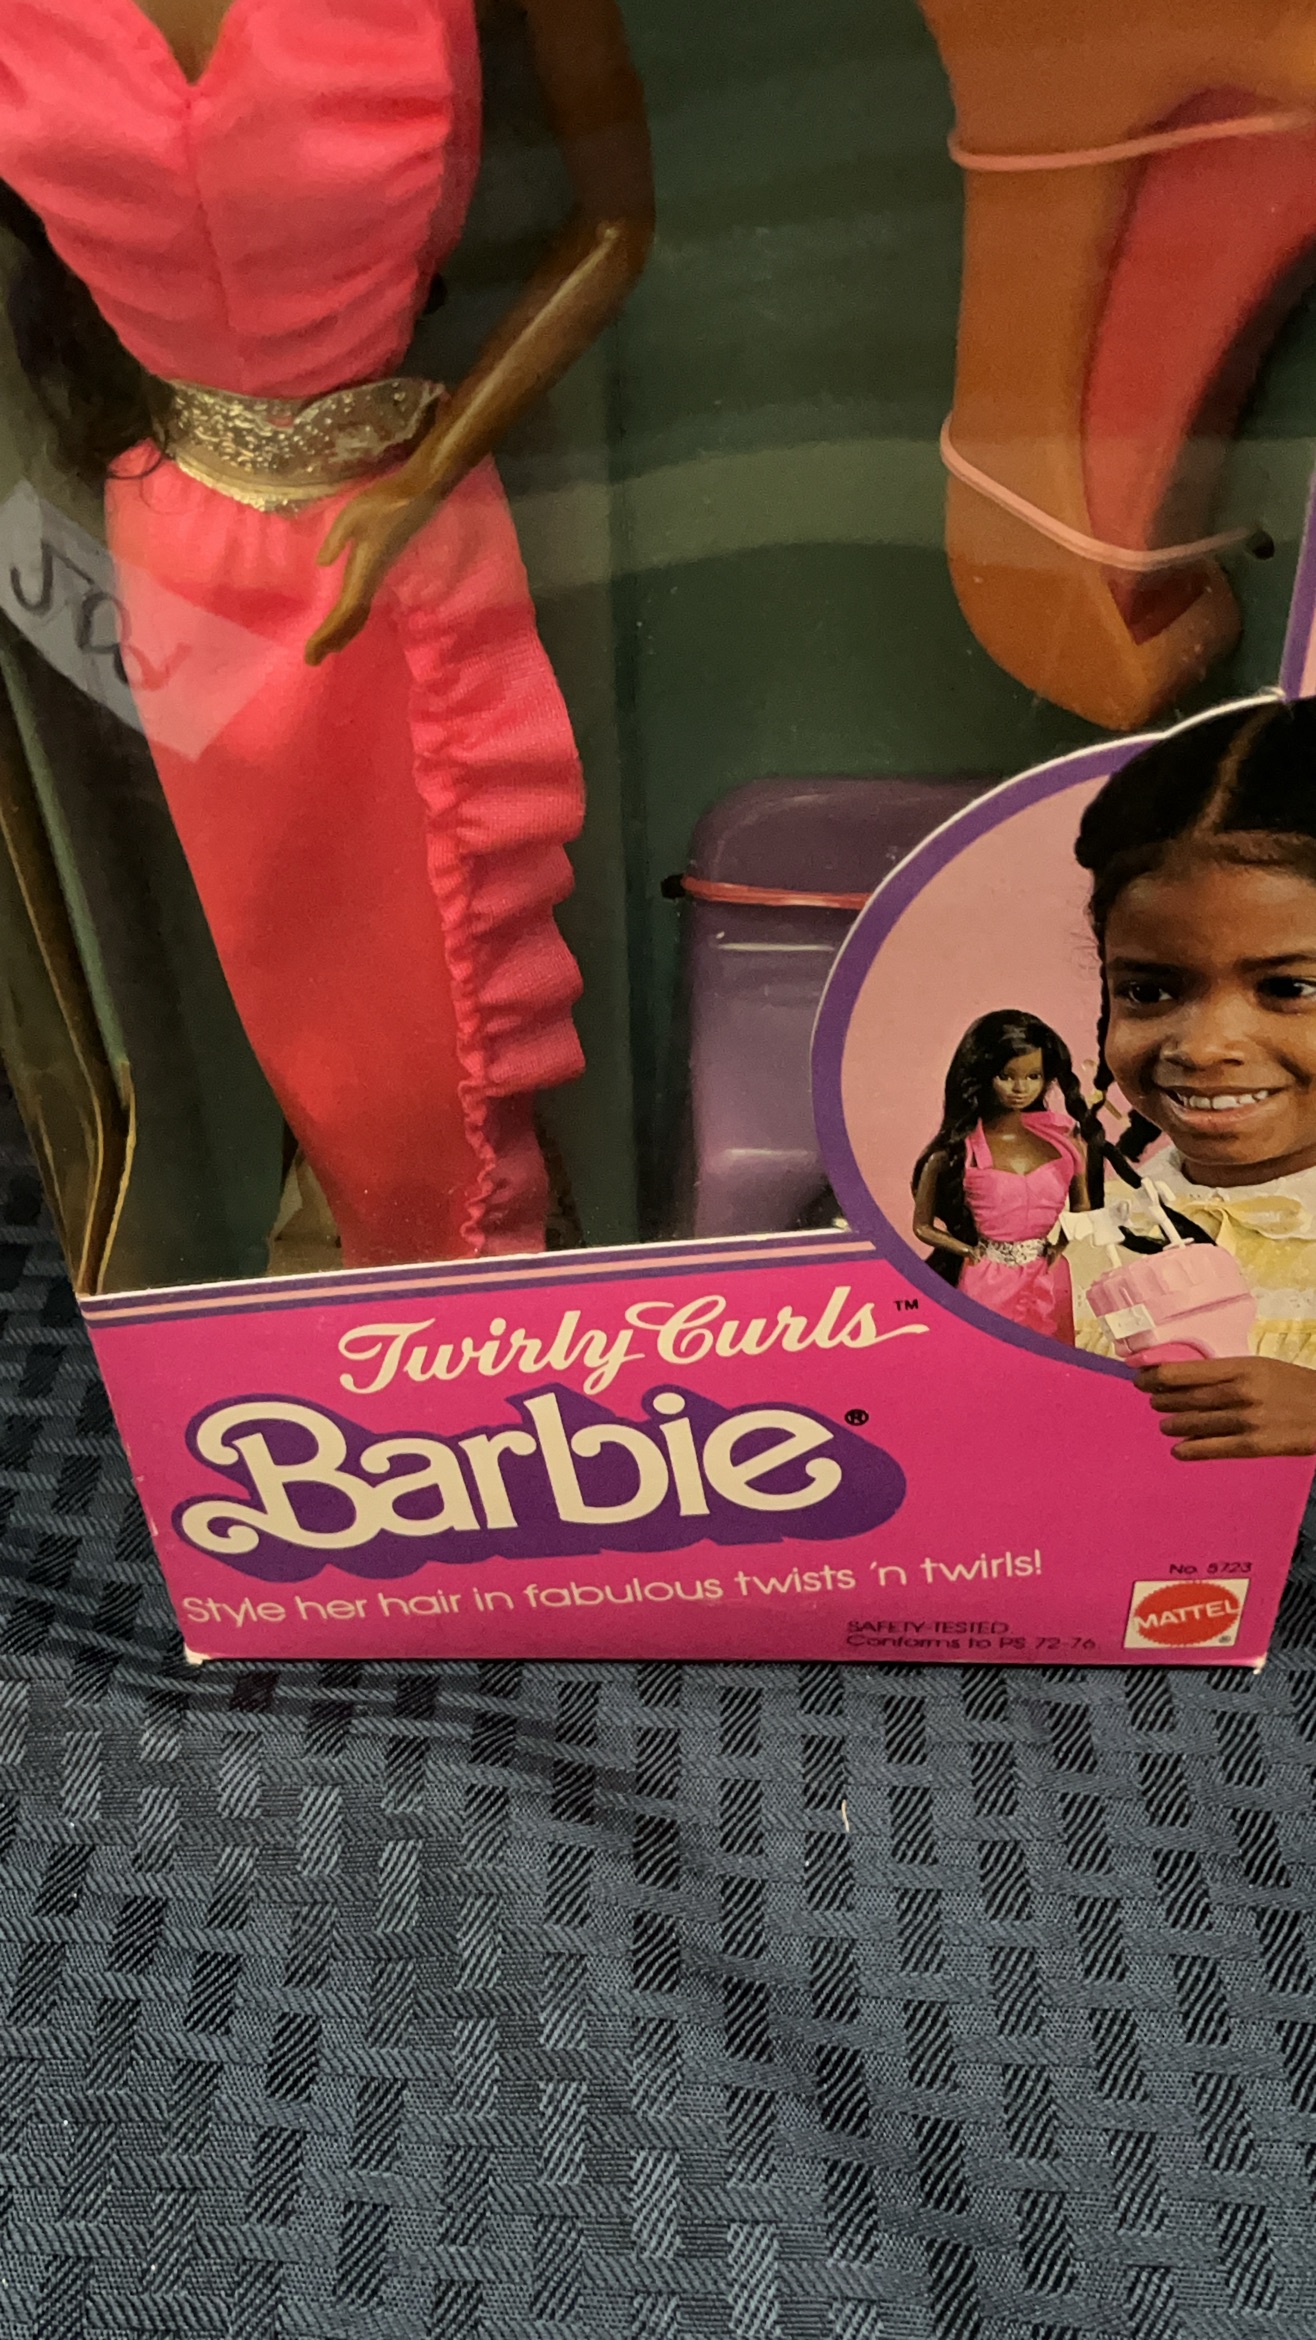 Twirly Curls™
Barbie®
Style her hair in fabulous twists 'n twirls!
No. 5723
SAFETY-TESTED
Conforms to PS 72-76
MATTEL
®